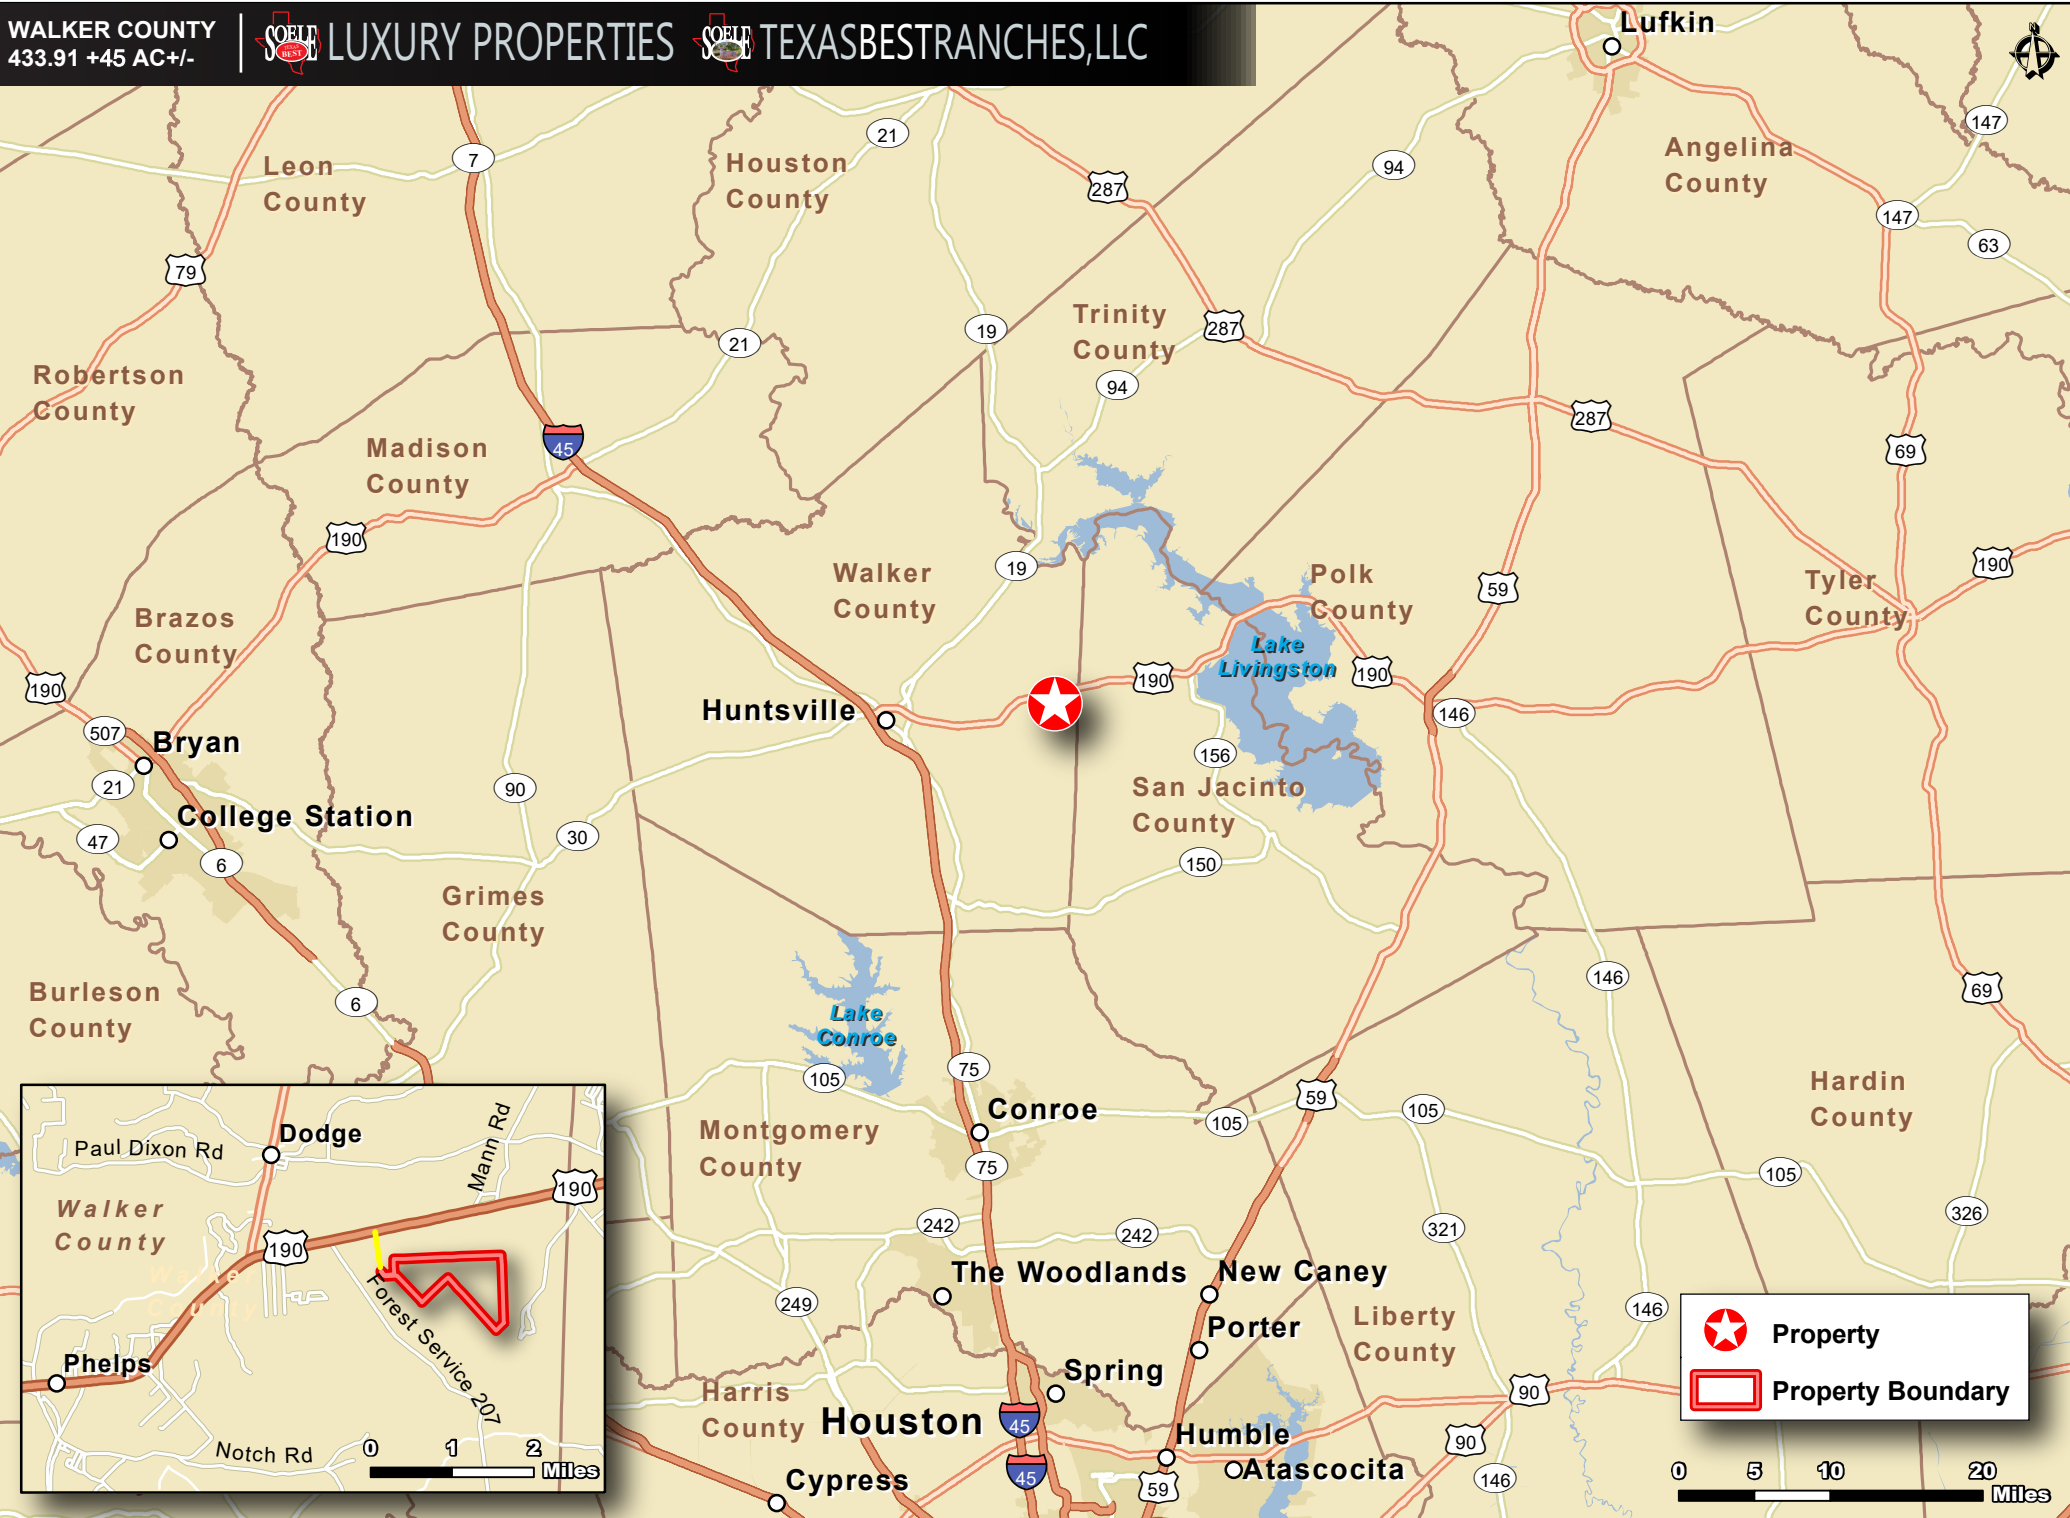 WALKER COUNTY
433.91 +45 AC+/-
SOELE
TEXAS
BEST
LUXURY PROPERTIES
SOELE
TEXASBESTRANCHES,LLC
Lufkin
Leon
County
7
21
Houston
County
287
94
147
Angelina
County
147
63
79
Trinity
County
19
287
21
94
Robertson
County
287
69
Madison
County
45
190
19
Walker
County
Polk
County
59
190
Tyler
County
Brazos
County
Lake
Livingston
190
190
190
146
Huntsville
507
Bryan
156
21
90
San Jacinto
County
College Station
47
30
6
150
Grimes
County
146
69
Burleson
County
6
Lake
Conroe
75
105
59
105
Hardin
County
Conroe
105
Montgomery
County
75
105
326
242
242
321
The Woodlands
New Caney
249
146
Liberty
County
Porter
Spring
Harris
County
Houston
45
90
Humble
90
45
Atascocita
146
Cypress
59
Dodge
Paul Dixon Rd
Mann Rd
190
Walker
County
190
Walker
County
Forest Service 207
Phelps
Notch Rd
0 1 2
Miles
Property
Property Boundary
0 5 10 20
Miles